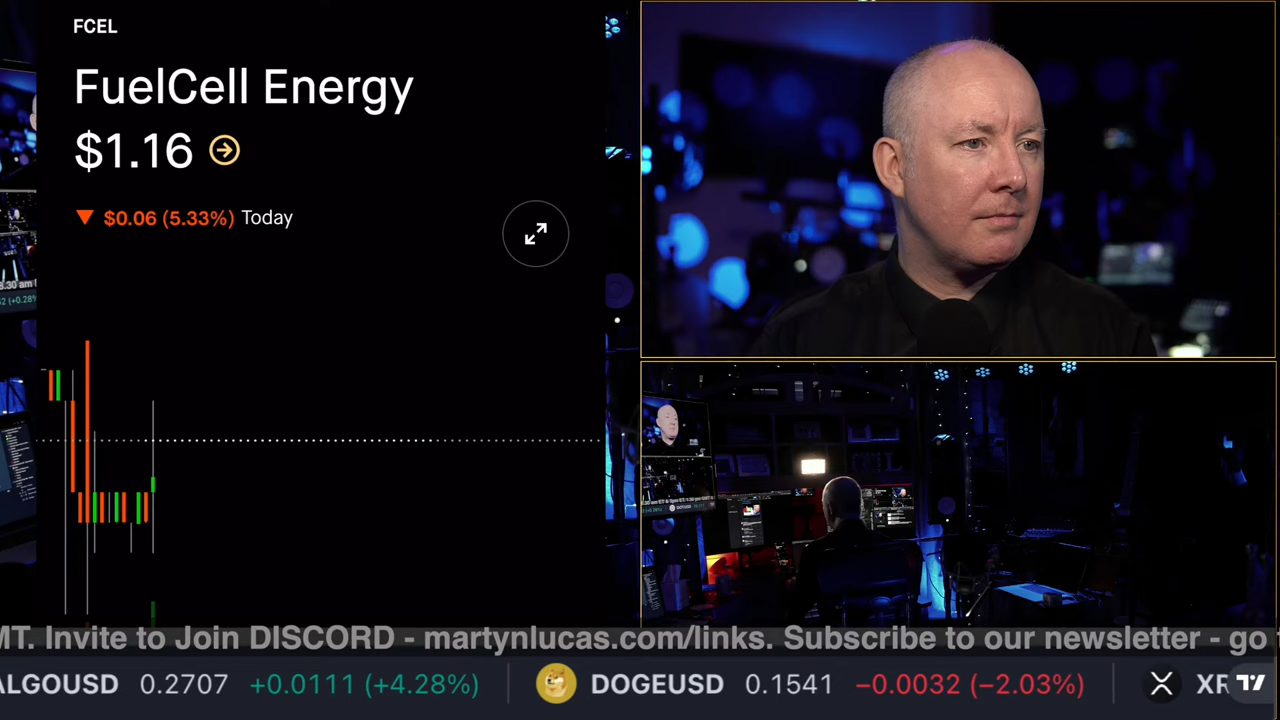 FCEL
FuelCell Energy
$1.16
$0.06 (5.33%) Today
MT. Invite to Join DISCORD - martynlucas.com/links. Subscribe to our newsletter - go
ALGOUSD 0.2707 +0.0111 (+4.28%) DOGEUSD 0.1541 −0.0032 (−2.03%) XR